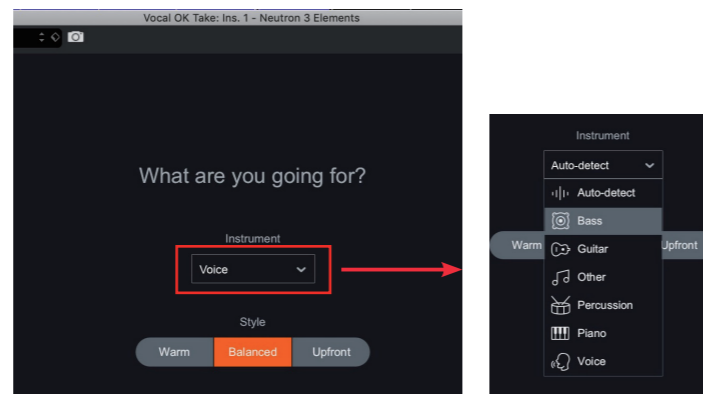 Vocal OK Take: Ins. 1 - Neutron 3 Elements
What are you going for?
Instrument
Voice
Style
Warm Balanced Upfront
Instrument
Auto-detect
Auto-detect
Bass
Warm Upfront
Guitar
Other
Percussion
Piano
Voice